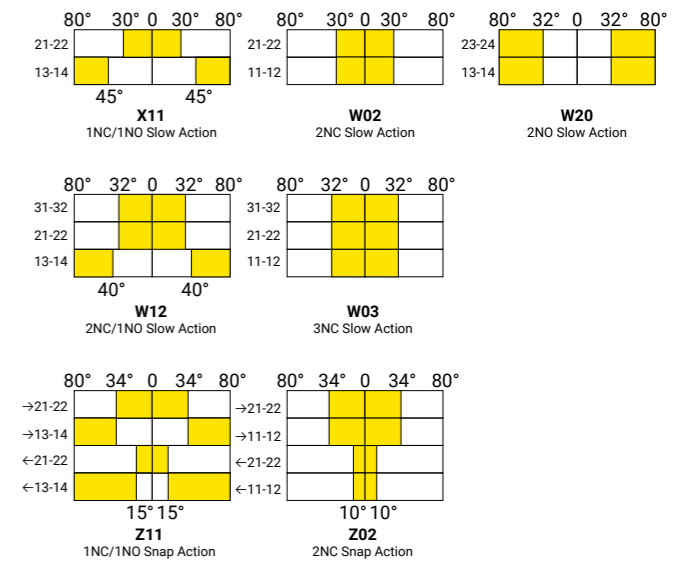 80° 30° 0 30° 80°
21-22
13-14
45° 45°
X11
1NC/1NO Slow Action
80° 30° 0 30° 80°
21-22
11-12
W02
2NC Slow Action
80° 32° 0 32° 80°
23-24
13-14
W20
2NO Slow Action
80° 32° 0 32° 80°
31-32
21-22
13-14
40° 40°
W12
2NC/1NO Slow Action
80° 32° 0 32° 80°
31-32
21-22
11-12
W03
3NC Slow Action
80° 34° 0 34° 80°
→21-22
→13-14
←21-22
←13-14
15° 15°
Z11
1NC/1NO Snap Action
80° 34° 0 34° 80°
→21-22
→11-12
←21-22
←11-12
10° 10°
Z02
2NC Snap Action